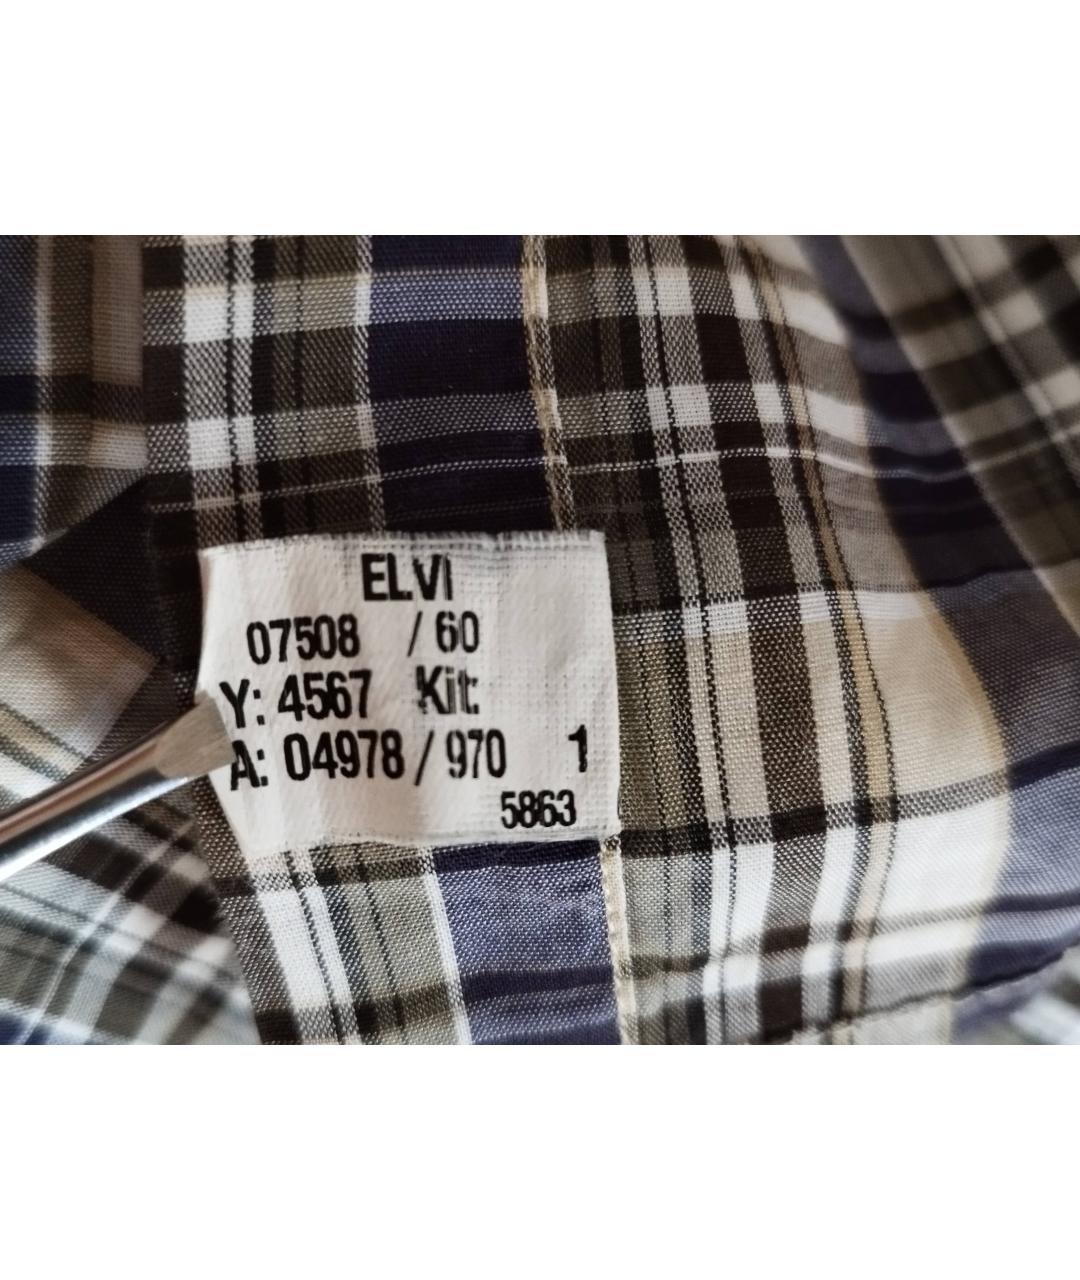 ELVI
07508 / 60
Y: 4567 Kit:
A: 04978 / 970 1
5863